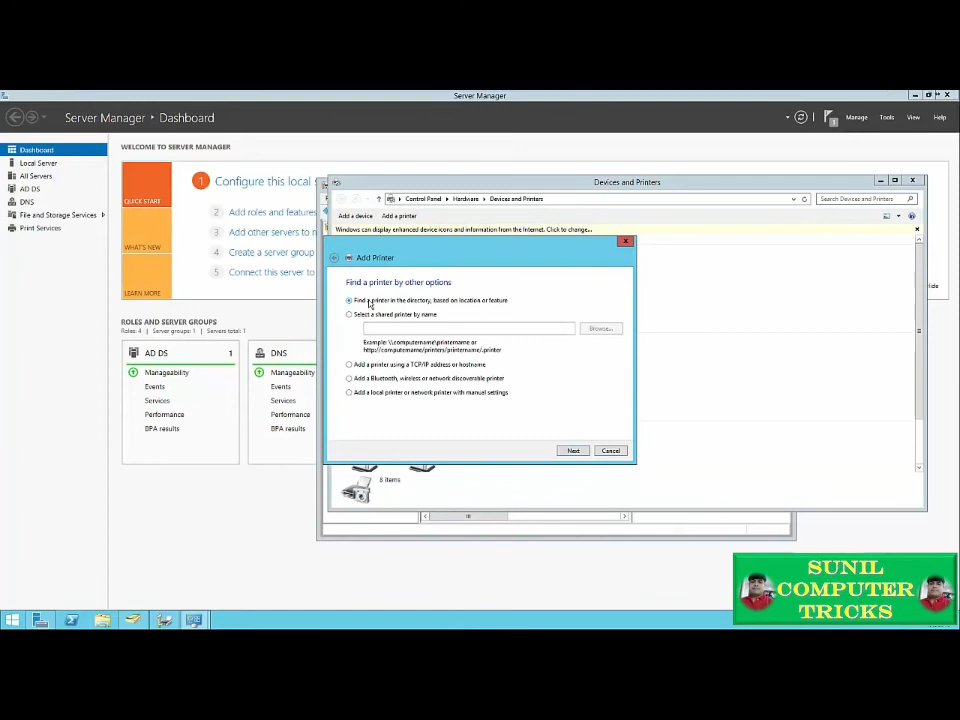 Server Manager
Server Manager • Dashboard
Manage Tools View Help
1
Dashboard
Local Server
All Servers
AD DS
DNS
File and Storage Services
Print Services
WELCOME TO SERVER MANAGER
QUICK START
WHAT'S NEW
LEARN MORE
1 Configure this local s
2 Add roles and features
3 Add other servers to
4 Create a server group
5 Connect this server to
ROLES AND SERVER GROUPS
Roles: 4 | Server groups: 1 | Servers total: 1
AD DS 1
Manageability
Events
Services
Performance
BPA results
DNS
Manageability
Events
Services
Performance
BPA results
Devices and Printers
Control Panel Hardware Devices and Printers
Search Devices and Printers
Add a device Add a printer
Windows can display enhanced device icons and information from the Internet. Click to change...
Add Printer
Find a printer by other options
Find a printer in the directory, based on location or feature
Select a shared printer by name
Browse...
Example: \\computername\printername or
http://computername/printers/printername/.printer
Add a printer using a TCP/IP address or hostname
Add a Bluetooth, wireless or network discoverable printer
Add a local printer or network printer with manual settings
Next Cancel
8 items
SUNIL
COMPUTER
TRICKS